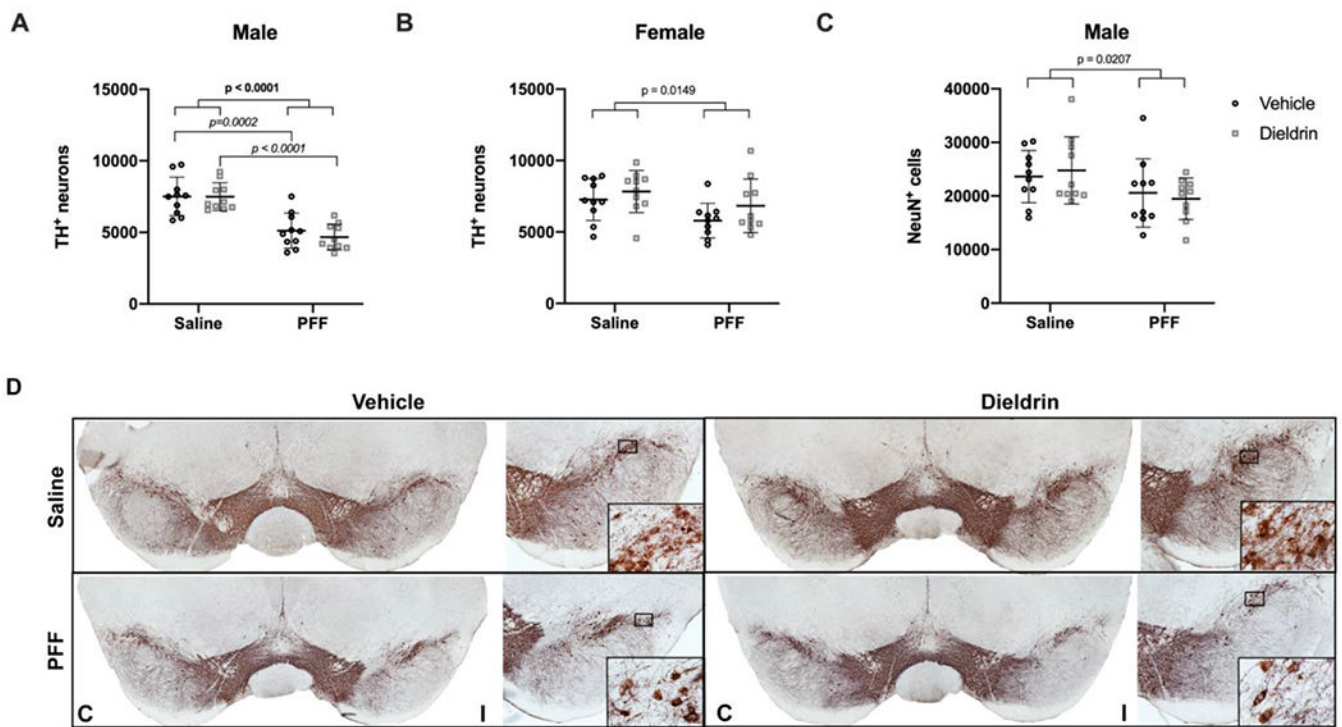 A
Male
TH+ neurons
15000
10000
5000
0
p < 0.0001
p=0.0002
p < 0.0001
Saline
PFF
B
Female
TH+ neurons
15000
10000
5000
0
p = 0.0149
Saline
PFF
C
Male
NeuN+ cells
40000
30000
20000
10000
0
p = 0.0207
Saline
PFF
Vehicle
Dieldrin
D
Vehicle
Dieldrin
Saline
PFF
C
I
C
I